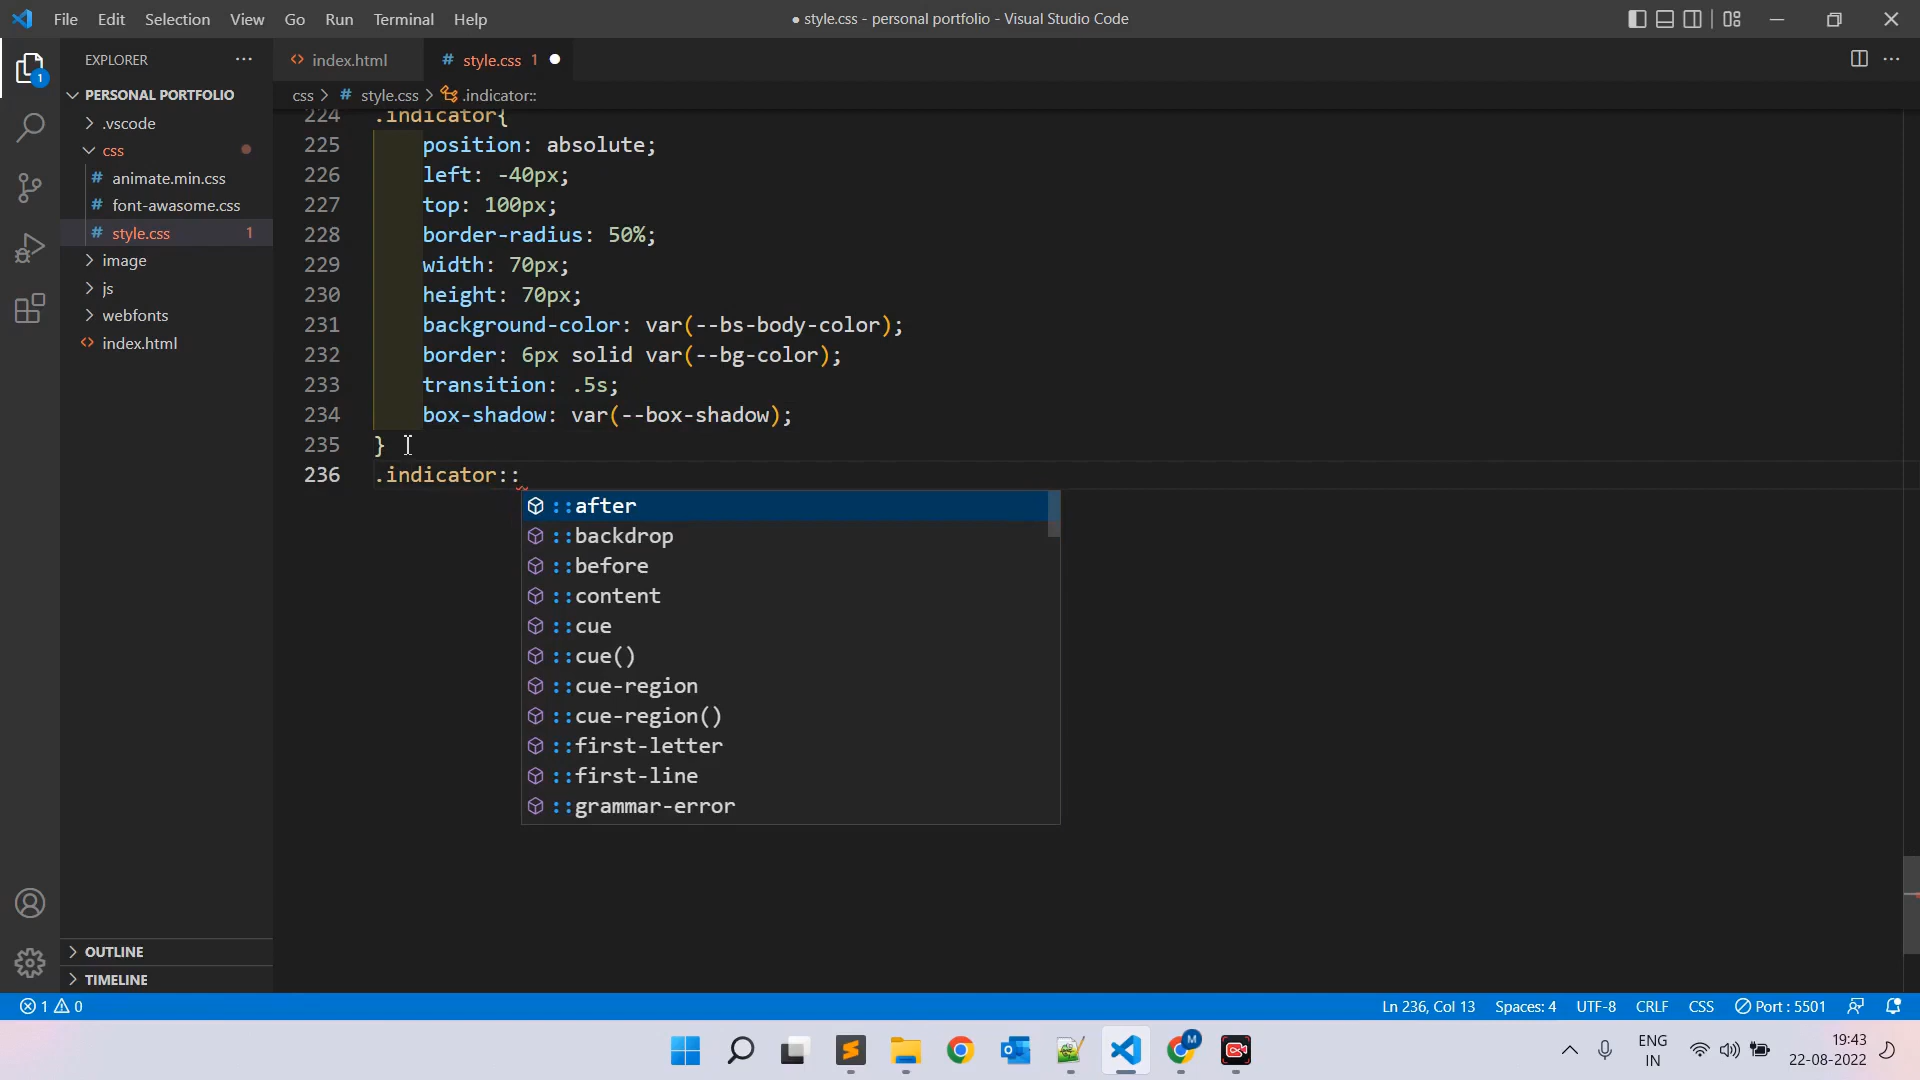 File Edit Selection View Go Run Terminal Help
● style.css - personal portfolio - Visual Studio Code
EXPLORER
index.html
# style.css 1
PERSONAL PORTFOLIO
css > # style.css > .indicator::
.vscode
css
# animate.min.css
# font-awasome.css
# style.css 1
image
js
webfonts
index.html
224 .indicator{
225 position: absolute;
226 left: -40px;
227 top: 100px;
228 border-radius: 50%;
229 width: 70px;
230 height: 70px;
231 background-color: var(--bs-body-color);
232 border: 6px solid var(--bg-color);
233 transition: .5s;
234 box-shadow: var(--box-shadow);
235 }
236 .indicator::
::after
::backdrop
::before
::content
::cue
::cue()
::cue-region
::cue-region()
::first-letter
::first-line
::grammar-error
OUTLINE
TIMELINE
1 0
Ln 236, Col 13 Spaces: 4 UTF-8 CRLF CSS Port : 5501
M
ENG
IN
19:43
22-08-2022